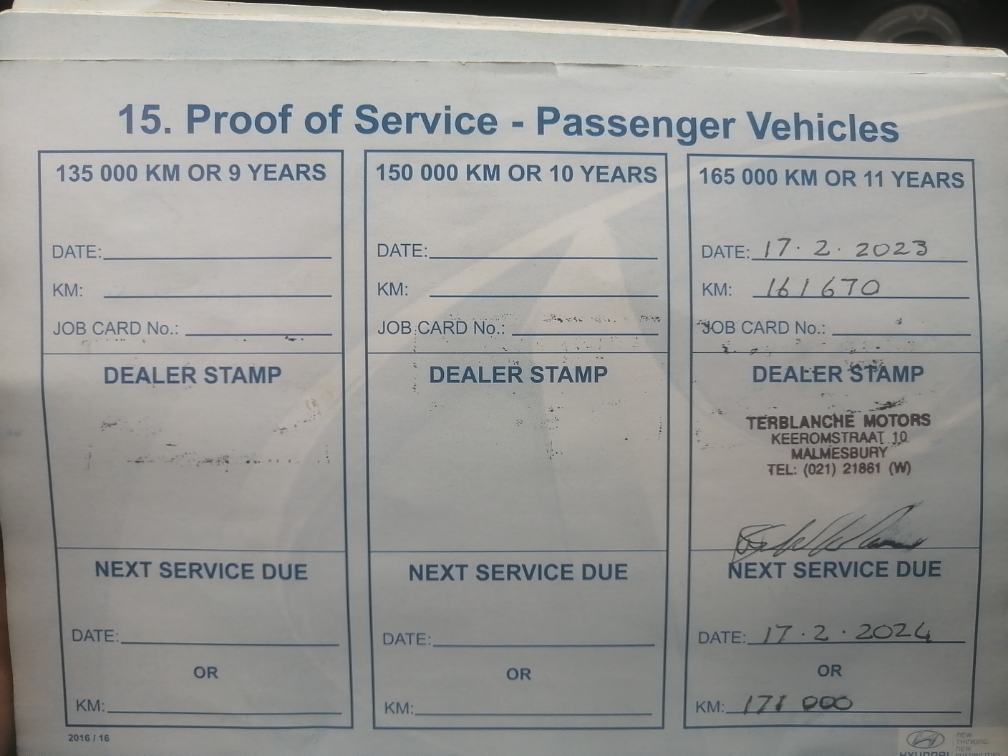 15. Proof of Service - Passenger Vehicles
135 000 KM OR 9 YEARS
DATE:
KM:
JOB CARD No.:
DEALER STAMP
NEXT SERVICE DUE
DATE:
OR
KM:
150 000 KM OR 10 YEARS
DATE:
KM:
JOB CARD No.:
DEALER STAMP
NEXT SERVICE DUE
DATE:
OR
KM:
165 000 KM OR 11 YEARS
DATE: 17.2.2023
KM: 161670
JOB CARD No.:
DEALER STAMP
TERBLANCHE MOTORS
KEEROMSTRAAT 10
MALMESBURY
TEL: (021) 21861 (W)
NEXT SERVICE DUE
DATE: 17.2.2024
OR
KM: 171 000
2016 / 16
HYUNDAI
NEW
THINKING.
NEW